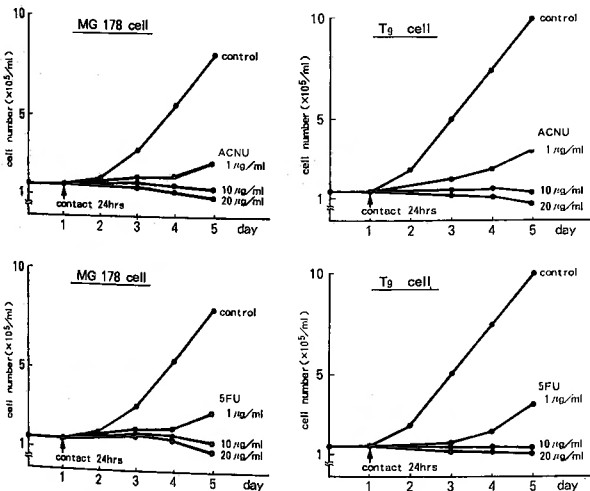 MG 178 cell
cell number (×10⁵/ml)
10
5
1
control
ACNU
1 μg/ml
10 μg/ml
20 μg/ml
contact 24hrs
1 2 3 4 5 day
T9 cell
cell number (×10⁵/ml)
10
5
1
control
ACNU
1 μg/ml
10 μg/ml
20 μg/ml
contact 24hrs
1 2 3 4 5 day
MG 178 cell
cell number (×10⁵/ml)
10
5
1
control
5FU
1 μg/ml
10 μg/ml
20 μg/ml
contact 24hrs
1 2 3 4 5 day
T9 cell
cell number (×10⁵/ml)
10
5
1
control
5FU
1 μg/ml
10 μg/ml
20 μg/ml
contact 24hrs
1 2 3 4 5 day